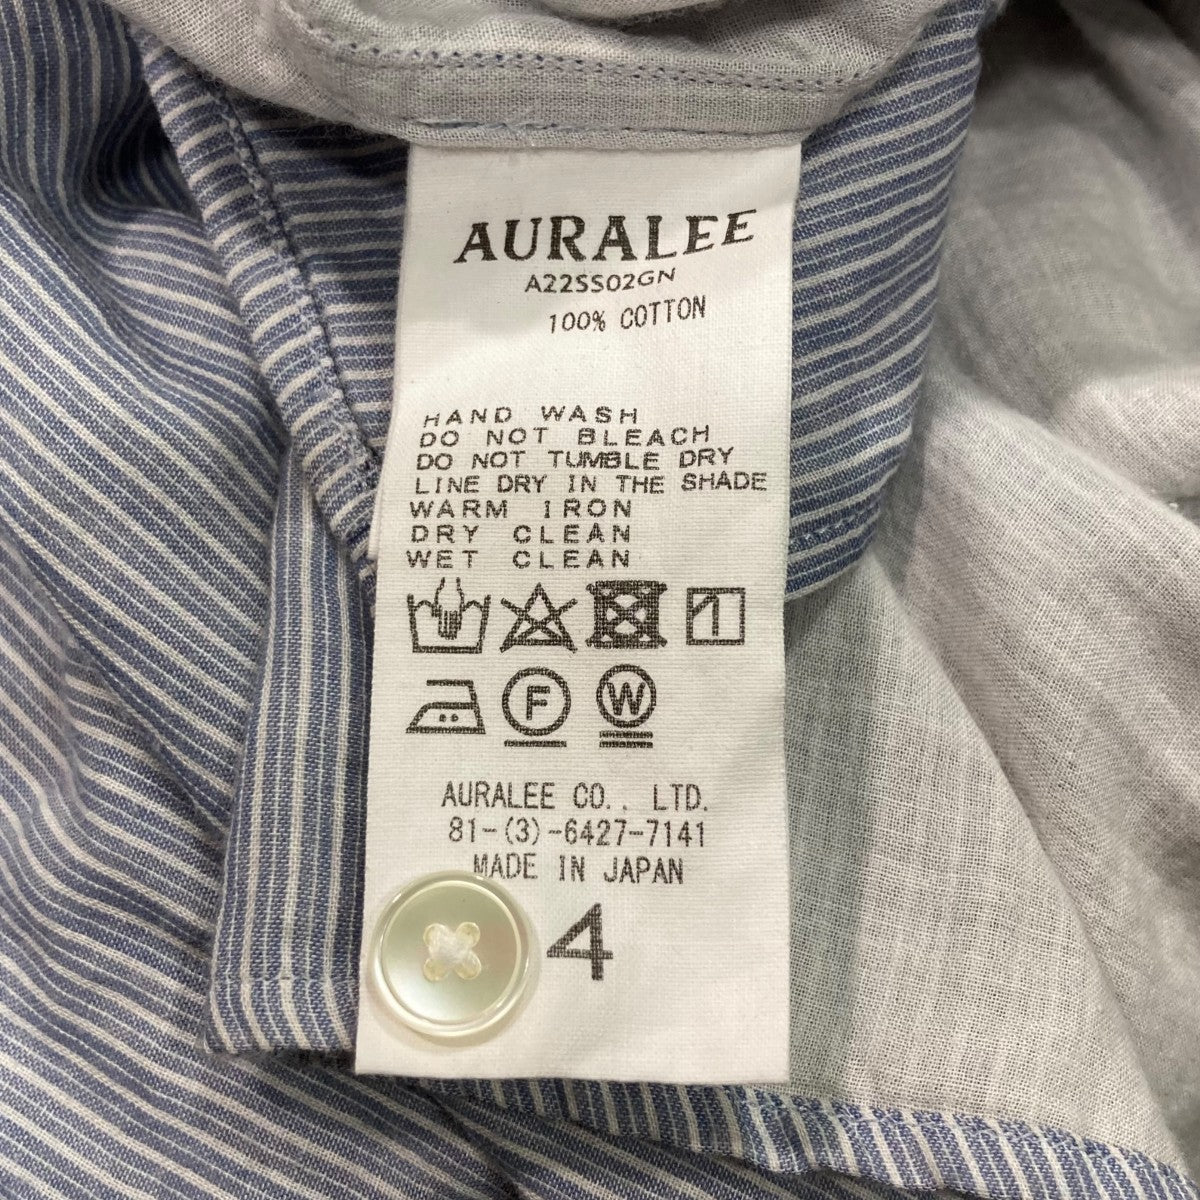 AURALEE
A22SS02GN
100% COTTON
HAND WASH
DO NOT BLEACH
DO NOT TUMBLE DRY
LINE DRY IN THE SHADE
WARM IRON
DRY CLEAN
WET CLEAN
F W
AURALEE CO., LTD.
81-(3)-6427-7141
MADE IN JAPAN
4